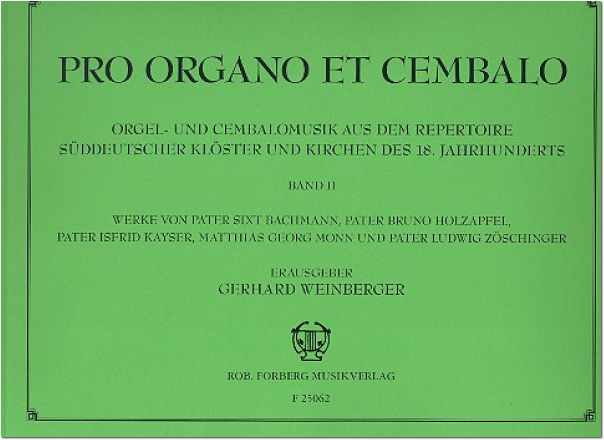 PRO ORGANO ET CEMBALO
ORGEL- UND CEMBALOMUSIK AUS DEM REPERTOIRE
SÜDDEUTSCHER KLÖSTER UND KIRCHEN DES 18. JAHRHUNDERTS
BAND II
WERKE VON PATER SIXT BACHMANN, PATER BRUNO HOLZAPFEL,
PATER ISFRID KAYSER, MATTHIAS GEORG MONN UND PATER LUDWIG ZÖSCHINGER
ERAUSGEBER
GERHARD WEINBERGER
ROB. FORBERG MUSIKVERLAG
F 25062